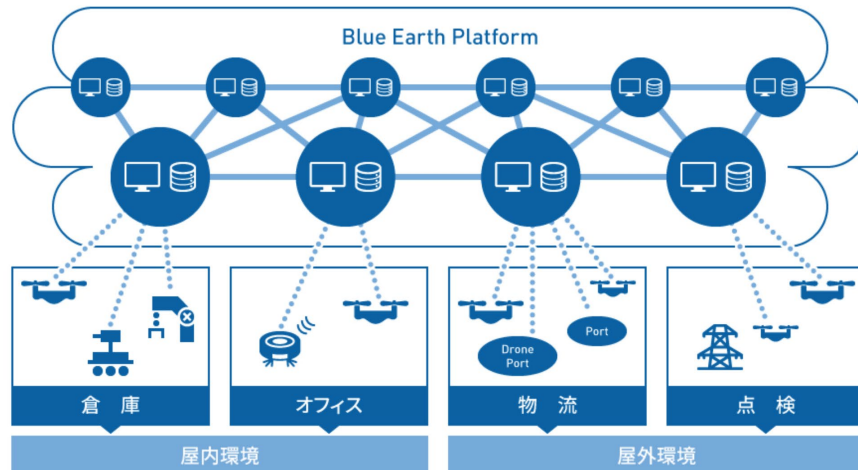 Blue Earth Platform
Drone
Port
Port
倉 庫
オフィス
物 流
点 検
屋内環境
屋外環境